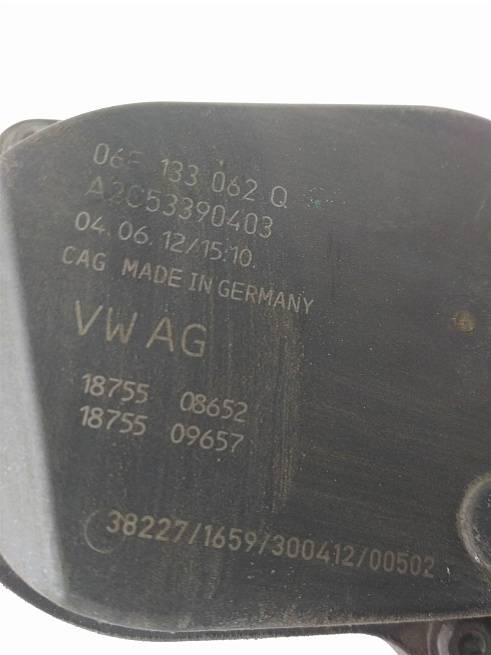 06F 133 062 Q
A2C53390403
04.06.12/15:10.
CAG MADE IN GERMANY
VW AG
18755 08652
18755 09657
38227/1659/300412/00502